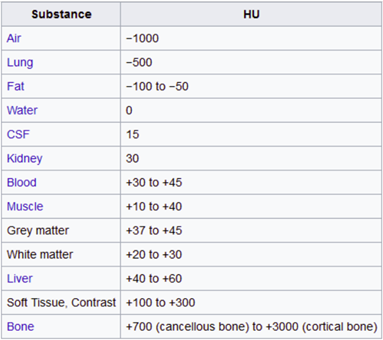 Substance HU
Air −1000
Lung −500
Fat −100 to −50
Water 0
CSF 15
Kidney 30
Blood +30 to +45
Muscle +10 to +40
Grey matter +37 to +45
White matter +20 to +30
Liver +40 to +60
Soft Tissue, Contrast +100 to +300
Bone +700 (cancellous bone) to +3000 (cortical bone)